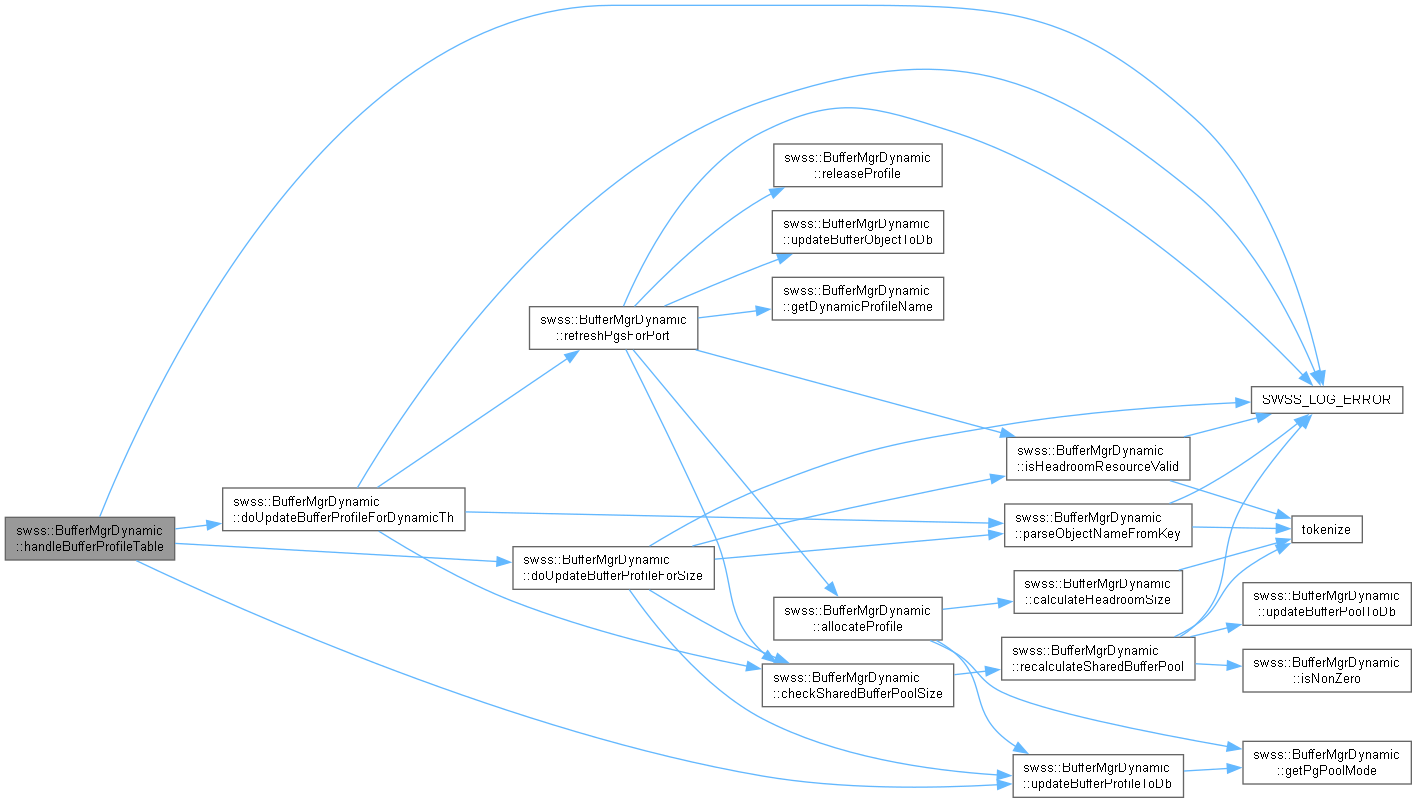 swss::BufferMgrDynamic
::handleBufferProfileTable
swss::BufferMgrDynamic
::doUpdateBufferProfileForDynamicTh
swss::BufferMgrDynamic
::doUpdateBufferProfileForSize
swss::BufferMgrDynamic
::refreshPgsForPort
swss::BufferMgrDynamic
::releaseProfile
swss::BufferMgrDynamic
::updateBufferObjectToDb
swss::BufferMgrDynamic
::getDynamicProfileName
swss::BufferMgrDynamic
::allocateProfile
swss::BufferMgrDynamic
::checkSharedBufferPoolSize
swss::BufferMgrDynamic
::isHeadroomResourceValid
swss::BufferMgrDynamic
::parseObjectNameFromKey
swss::BufferMgrDynamic
::calculateHeadroomSize
swss::BufferMgrDynamic
::recalculateSharedBufferPool
swss::BufferMgrDynamic
::updateBufferProfileToDb
SWSS_LOG_ERROR
tokenize
swss::BufferMgrDynamic
::updateBufferPoolToDb
swss::BufferMgrDynamic
::isNonZero
swss::BufferMgrDynamic
::getPgPoolMode